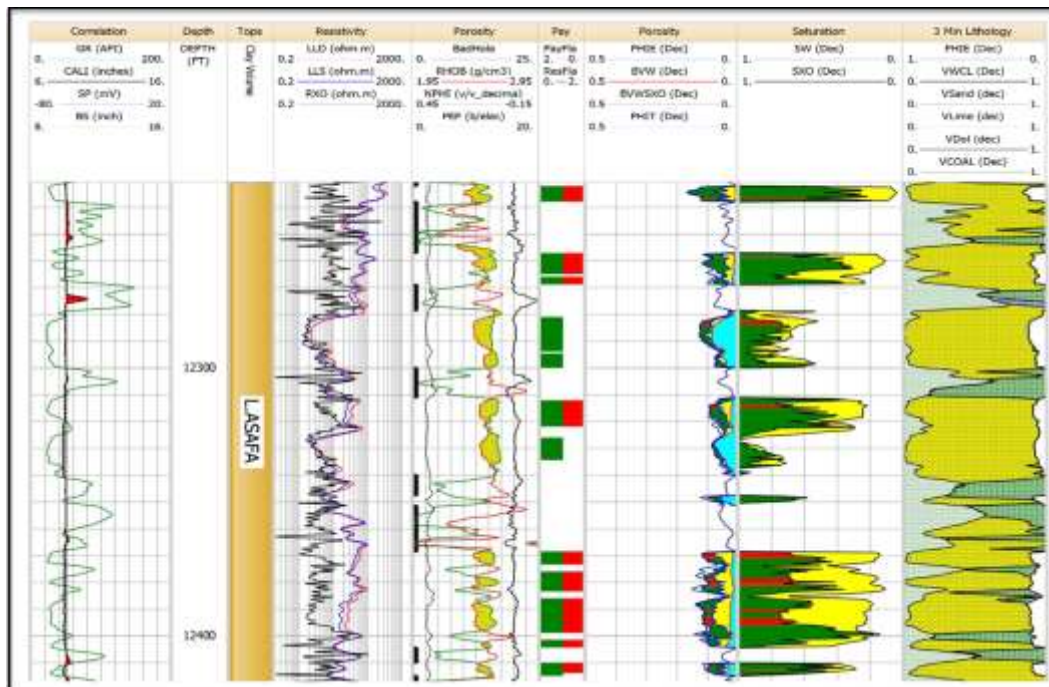 Correlation Depth Tops Resistivity Porosity Pay Porosity Saturation 3 Min Lithology
GR (API)
0. 200.
CALI (inches)
6. 16.
SP (mV)
-80. 20.
BS (inch)
6. 16.
DEPTH
(FT)
Clay Volume
LLD (ohm.m)
0.2 2000.
LLS (ohm.m)
0.2 2000.
RXO (ohm.m)
0.2 2000.
BadHole
0. 25.
RHOB (g/cm3)
1.95 2.95
NPHI (v/v_decimal
0.45 -0.15
PEF (b/elec)
0. 20.
PayFla
2. 0.
ResFla
0. 2.
PHIE (Dec)
0.5 0.
BVW (Dec)
0.5 0.
BVWSXO (Dec)
0.5 0.
PHIT (Dec)
0.5 0.
SW (Dec)
1. 0.
SXO (Dec)
1. 0.
PHIE (Dec)
1. 0.
VWCL (Dec)
0. 1.
VSand (Dec)
0. 1.
VLime (Dec)
0. 1.
VDol (dec)
0. 1.
VCOAL (Dec)
0. 1.
L.ASAFA
12300
12400